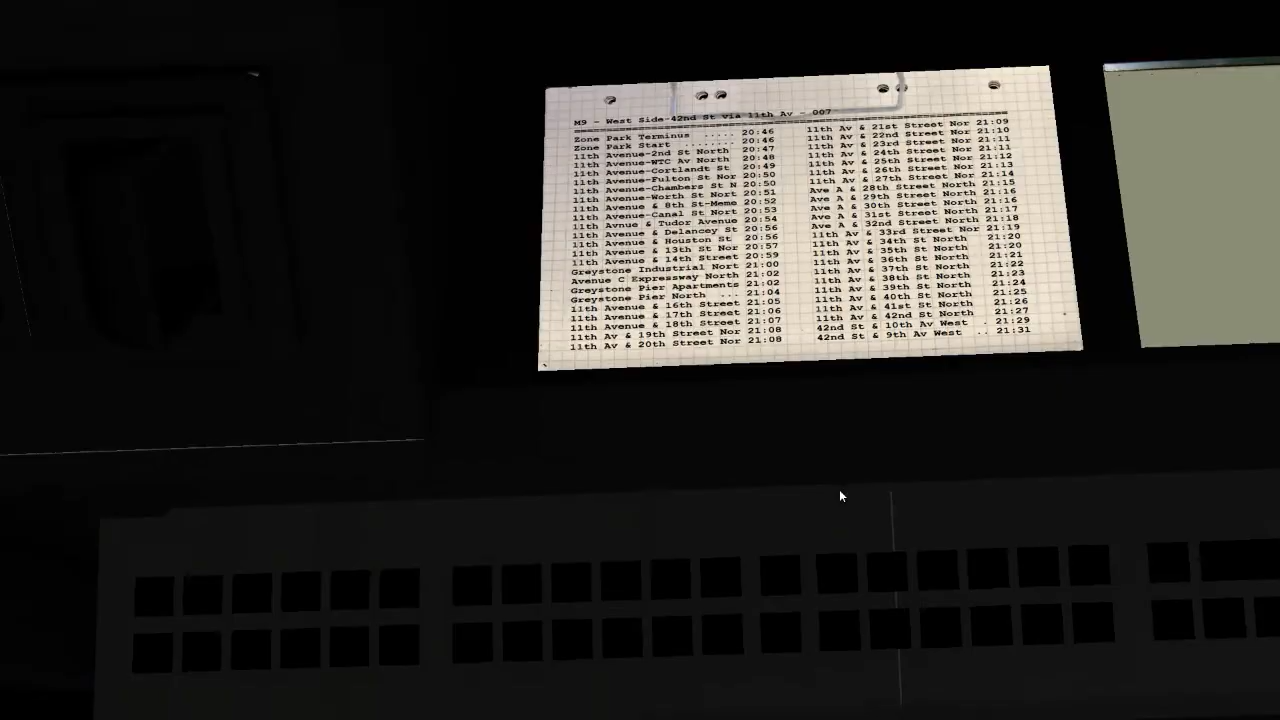 M9 - West Side-42nd St via 11th Av - 007
Zone Park Terminus ..... 20:46
Zone Park Start ........ 20:46
11th Avenue-2nd St North 20:47
11th Avenue-WTC Av North 20:48
11th Avenue-Cortlandt St 20:49
11th Avenue-Fulton St Nor 20:50
11th Avenue-Chambers St N 20:50
11th Avenue-Worth St Nort 20:51
11th Avenue & 8th St-Meme 20:52
11th Avenue-Canal St Nort 20:53
11th Avnue & Tudor Avenue 20:54
11th Avenue & Delancey St 20:56
11th Avenue & Houston St 20:56
11th Avenue & 13th St Nor 20:57
11th Avenue & 14th Street 20:59
Greystone Industrial Nort 21:00
Avenue C Expressway North 21:02
Greystone Pier Apartments 21:02
Greystone Pier North ... 21:04
11th Avenue & 16th Street 21:05
11th Avenue & 17th Street 21:06
11th Avenue & 18th Street 21:07
11th Av & 19th Street Nor 21:08
11th Av & 20th Street Nor 21:08
11th Av & 21st Street Nor 21:09
11th Av & 22nd Street Nor 21:10
11th Av & 23rd Street Nor 21:11
11th Av & 24th Street Nor 21:11
11th Av & 25th Street Nor 21:12
11th Av & 26th Street Nor 21:13
11th Av & 27th Street Nor 21:14
Ave A & 28th Street North 21:15
Ave A & 29th Street North 21:16
Ave A & 30th Street North 21:16
Ave A & 31st Street North 21:17
Ave A & 32nd Street North 21:18
11th Av & 33rd Street Nor 21:19
11th Av & 34th St North 21:20
11th Av & 35th St North 21:20
11th Av & 36th St North 21:21
11th Av & 37th St North 21:22
11th Av & 38th St North 21:23
11th Av & 39th St North 21:24
11th Av & 40th St North 21:25
11th Av & 41st St North 21:26
11th Av & 42nd St North 21:27
42nd St & 10th Av West . 21:29
42nd St & 9th Av West .. 21:31